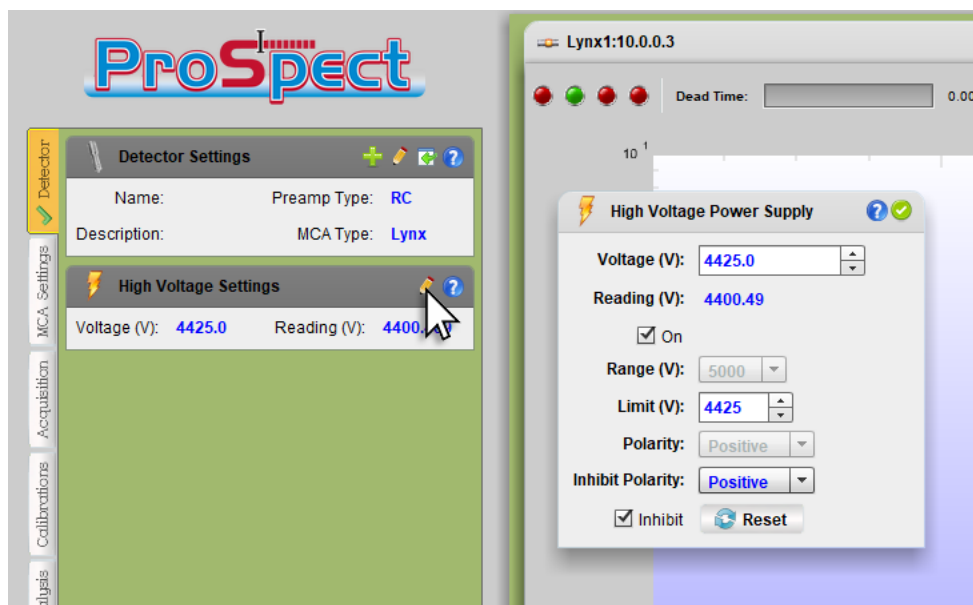 ProSpect
Detector
MCA Settings
Acquisition
Calibrations
alysis
Detector Settings
Name:
Preamp Type: RC
Description:
MCA Type: Lynx
High Voltage Settings
Voltage (V): 4425.0
Reading (V):
Lynx1:10.0.0.3
Dead Time:
0.00
10 1
High Voltage Power Supply
Voltage (V): 4425.0
Reading (V): 4400.49
On
Range (V): 5000
Limit (V): 4425
Polarity: Positive
Inhibit Polarity: Positive
Inhibit
Reset